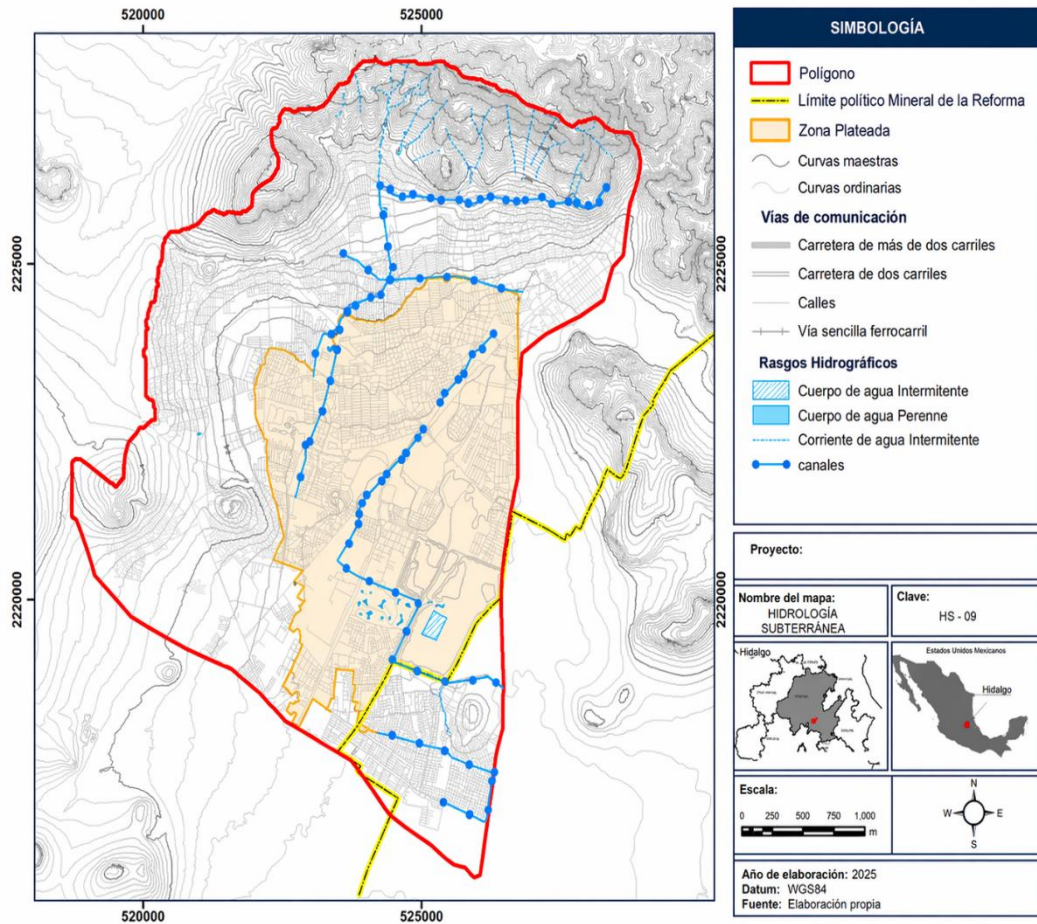 520000
525000
2225000
2220000
2225000
2220000
520000
525000
SIMBOLOGÍA
Polígono
Límite político Mineral de la Reforma
Zona Plateada
Curvas maestras
Curvas ordinarias
Vías de comunicación
Carretera de más de dos carriles
Carretera de dos carriles
Calles
Vía sencilla ferrocarril
Rasgos Hidrográficos
Cuerpo de agua Intermitente
Cuerpo de agua Perenne
Corriente de agua Intermitente
canales
Proyecto:
Nombre del mapa:
HIDROLOGÍA
SUBTERRÁNEA
Clave:
HS - 09
Hidalgo
Estados Unidos Mexicanos
Hidalgo
Escala:
0 250 500 750 1,000
m
N
W E
S
Año de elaboración: 2025
Datum: WGS84
Fuente: Elaboración propia